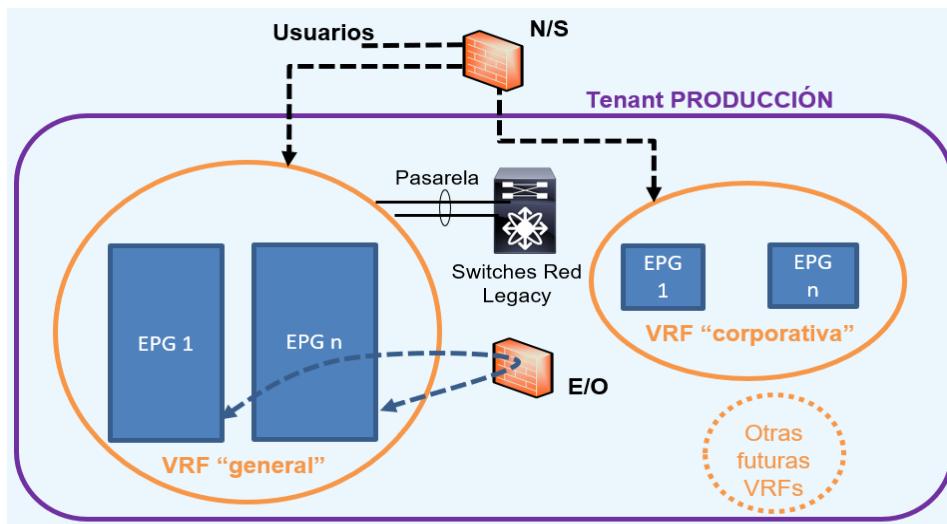 Usuarios
N/S
Tenant PRODUCCIÓN
Pasarela
Switches Red
Legacy
EPG 1
EPG n
E/O
VRF “general”
EPG
1
EPG
n
VRF “corporativa”
Otras
futuras
VRFs